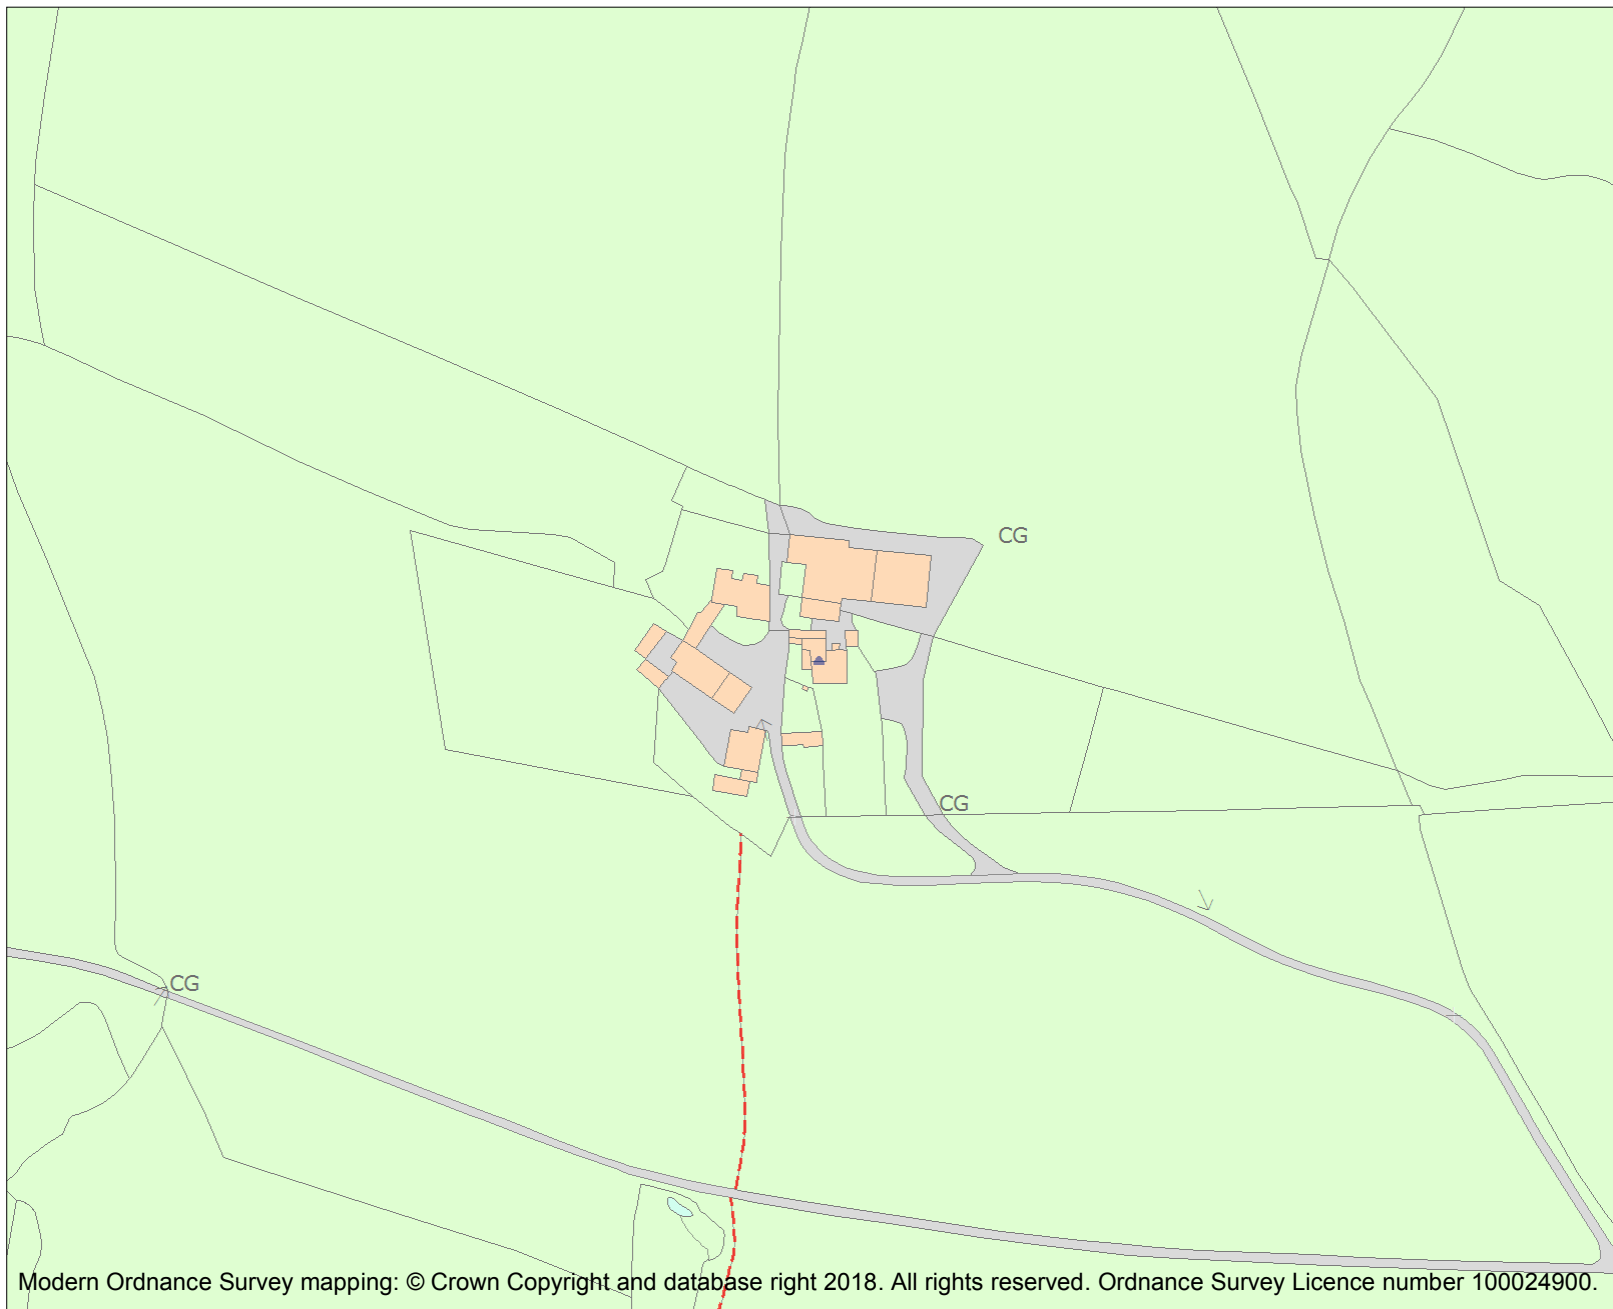 CG
CG
CG
Modern Ordnance Survey mapping: © Crown Copyright and database right 2018. All rights reserved. Ordnance Survey Licence number 100024900.